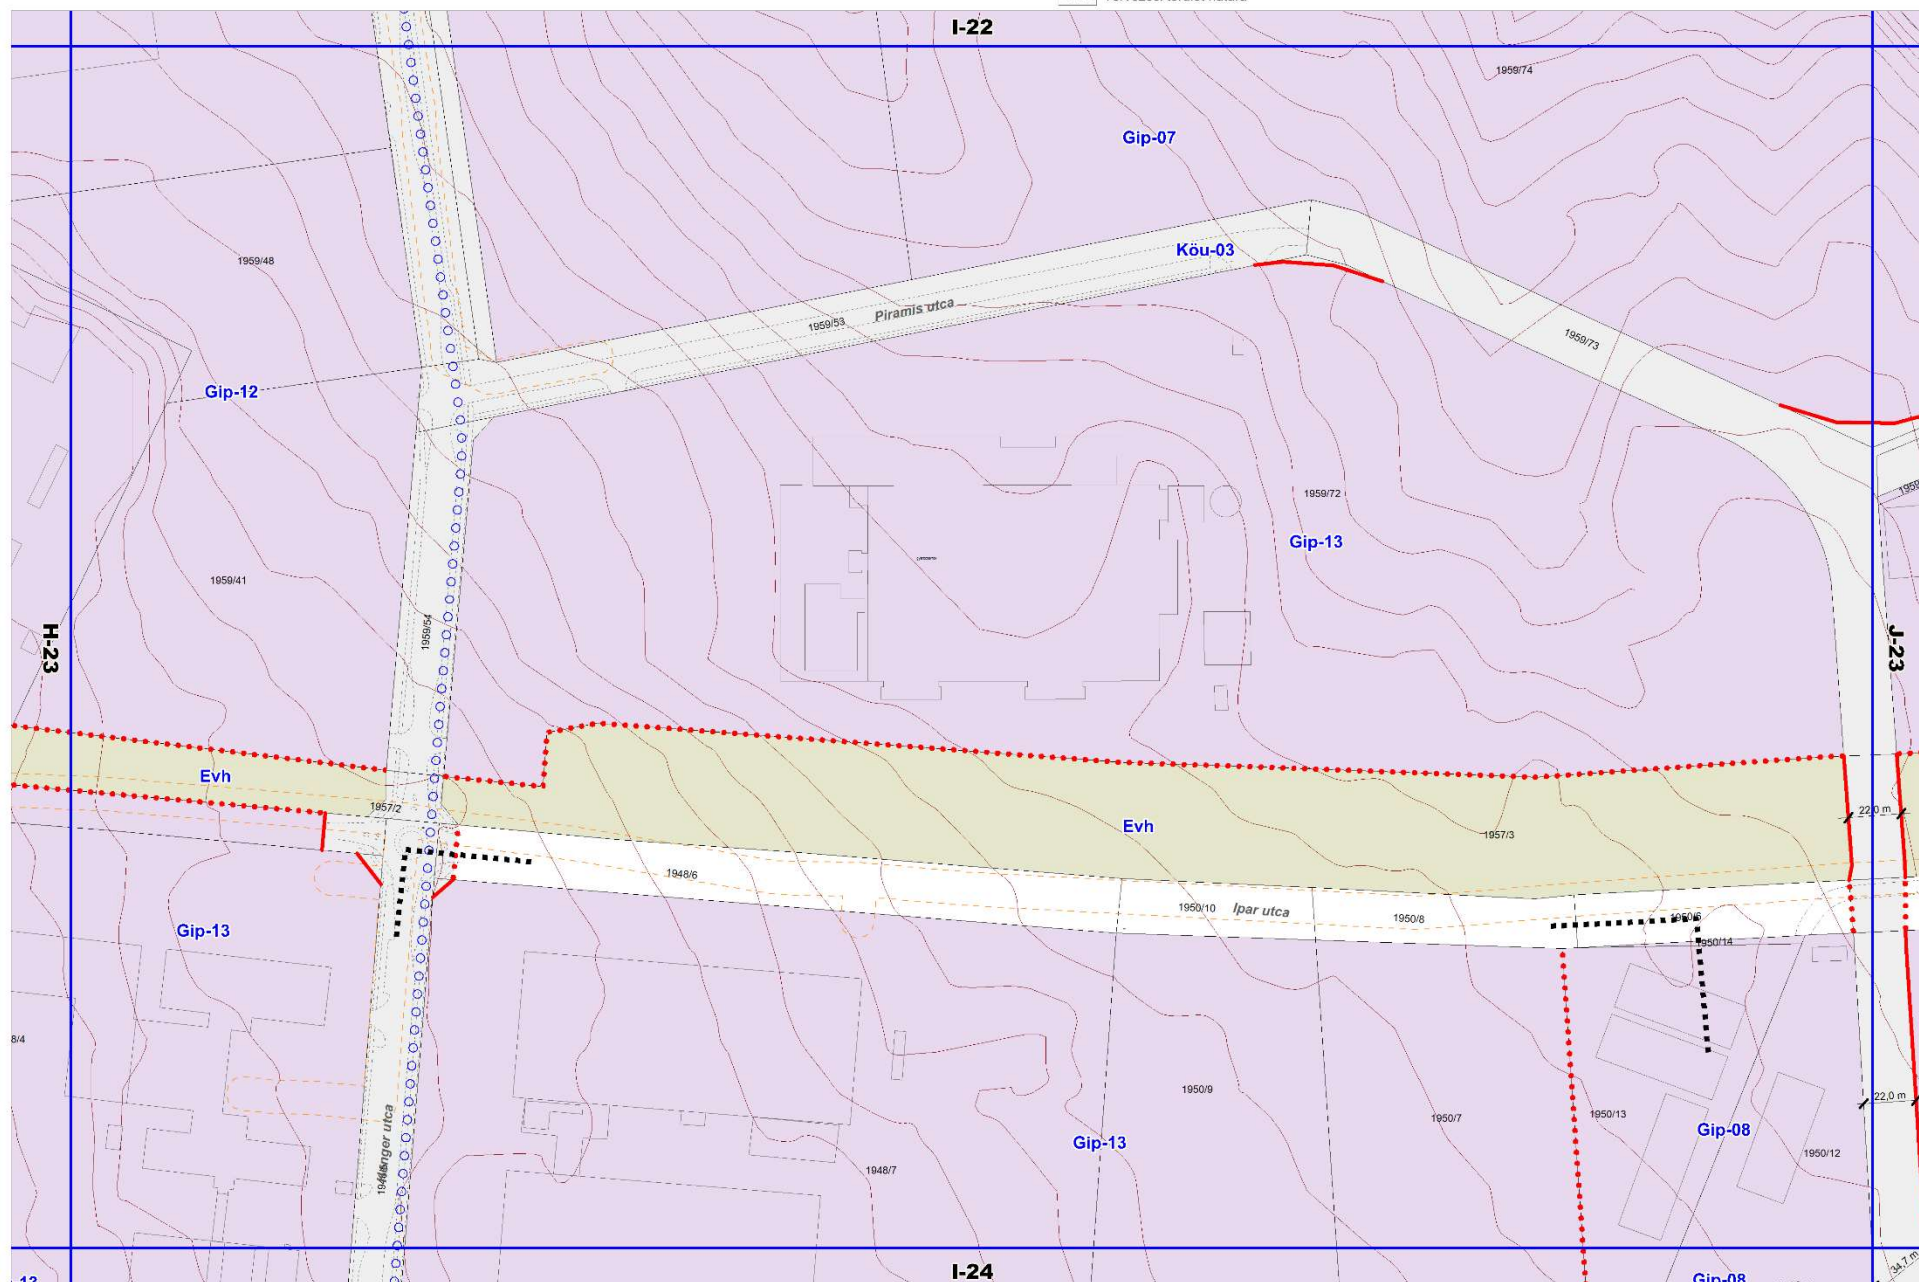 I-22
1959/74
Gip-07
Köu-03
1959/48
Piramis utca
1959/53
1959/73
Gip-12
1959/72
Gip-13
1959/41
1959/54
H-23
J-23
Evh
1957/2
22,0 m
Evh
1957/3
1948/6
1950/10
Ipar utca
1950/8
1950/6
1950/14
Gip-13
8/4
1950/9
22,0 m
1950/7
1950/13
Gip-08
Gip-13
1950/12
1948/7
I-24
34,7 m
Gip-08
12